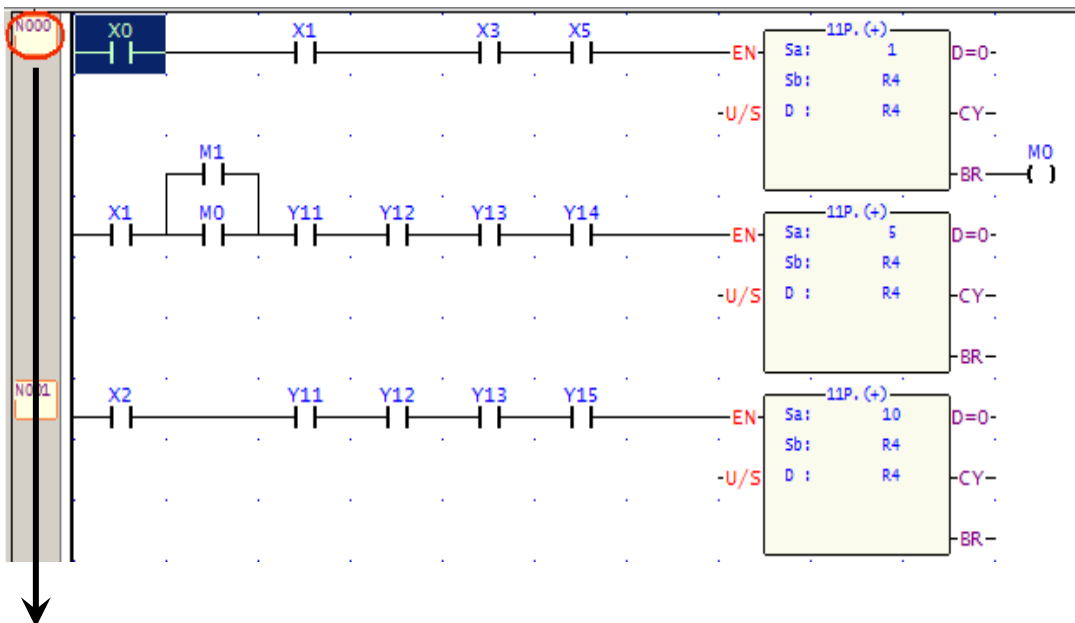 N000
X0 X1 X3 X5
11P.(+)
EN Sa: 1 D=0
Sb: R4
U/S D : R4 CY
M1 M0
BR ( )
X1 M0 Y11 Y12 Y13 Y14
11P.(+)
EN Sa: 5 D=0
Sb: R4
U/S D : R4 CY
BR
N001
X2 Y11 Y12 Y13 Y15
11P.(+)
EN Sa: 10 D=0
Sb: R4
U/S D : R4 CY
BR